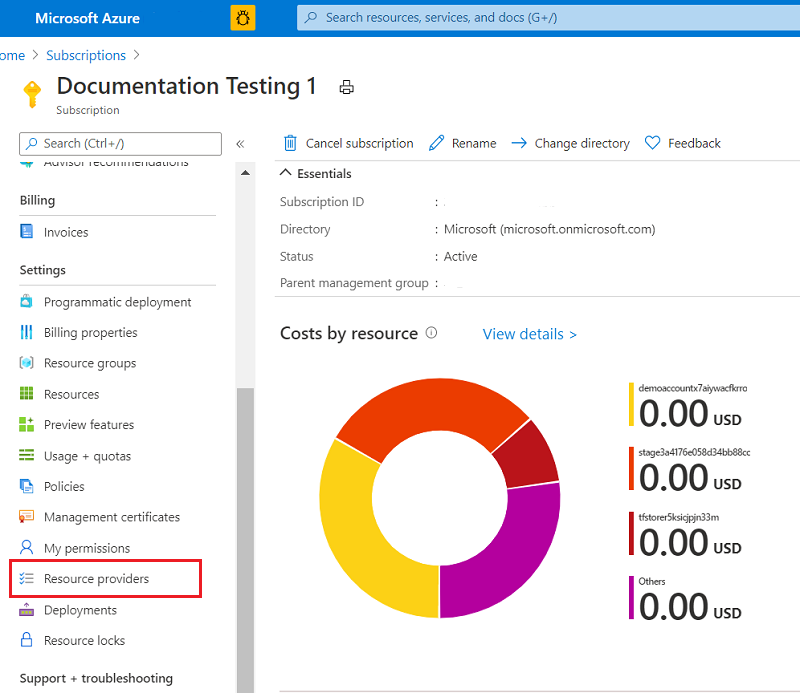 Microsoft Azure
Search resources, services, and docs (G+/)
ome > Subscriptions >
Documentation Testing 1
Subscription
Search (Ctrl+/)
«
Advisor recommendations
Billing
Invoices
Settings
Programmatic deployment
Billing properties
Resource groups
Resources
Preview features
Usage + quotas
Policies
Management certificates
My permissions
Resource providers
Deployments
Resource locks
Support + troubleshooting
Cancel subscription Rename Change directory Feedback
Essentials
Subscription ID :
Directory : Microsoft (microsoft.onmicrosoft.com)
Status : Active
Parent management group :
Costs by resource View details >
demoaccountx7aiywacfkrro
0.00 USD
stage3a4176e058d34bb88cc
0.00 USD
tfstorer5ksicjpjn33m
0.00 USD
Others
0.00 USD